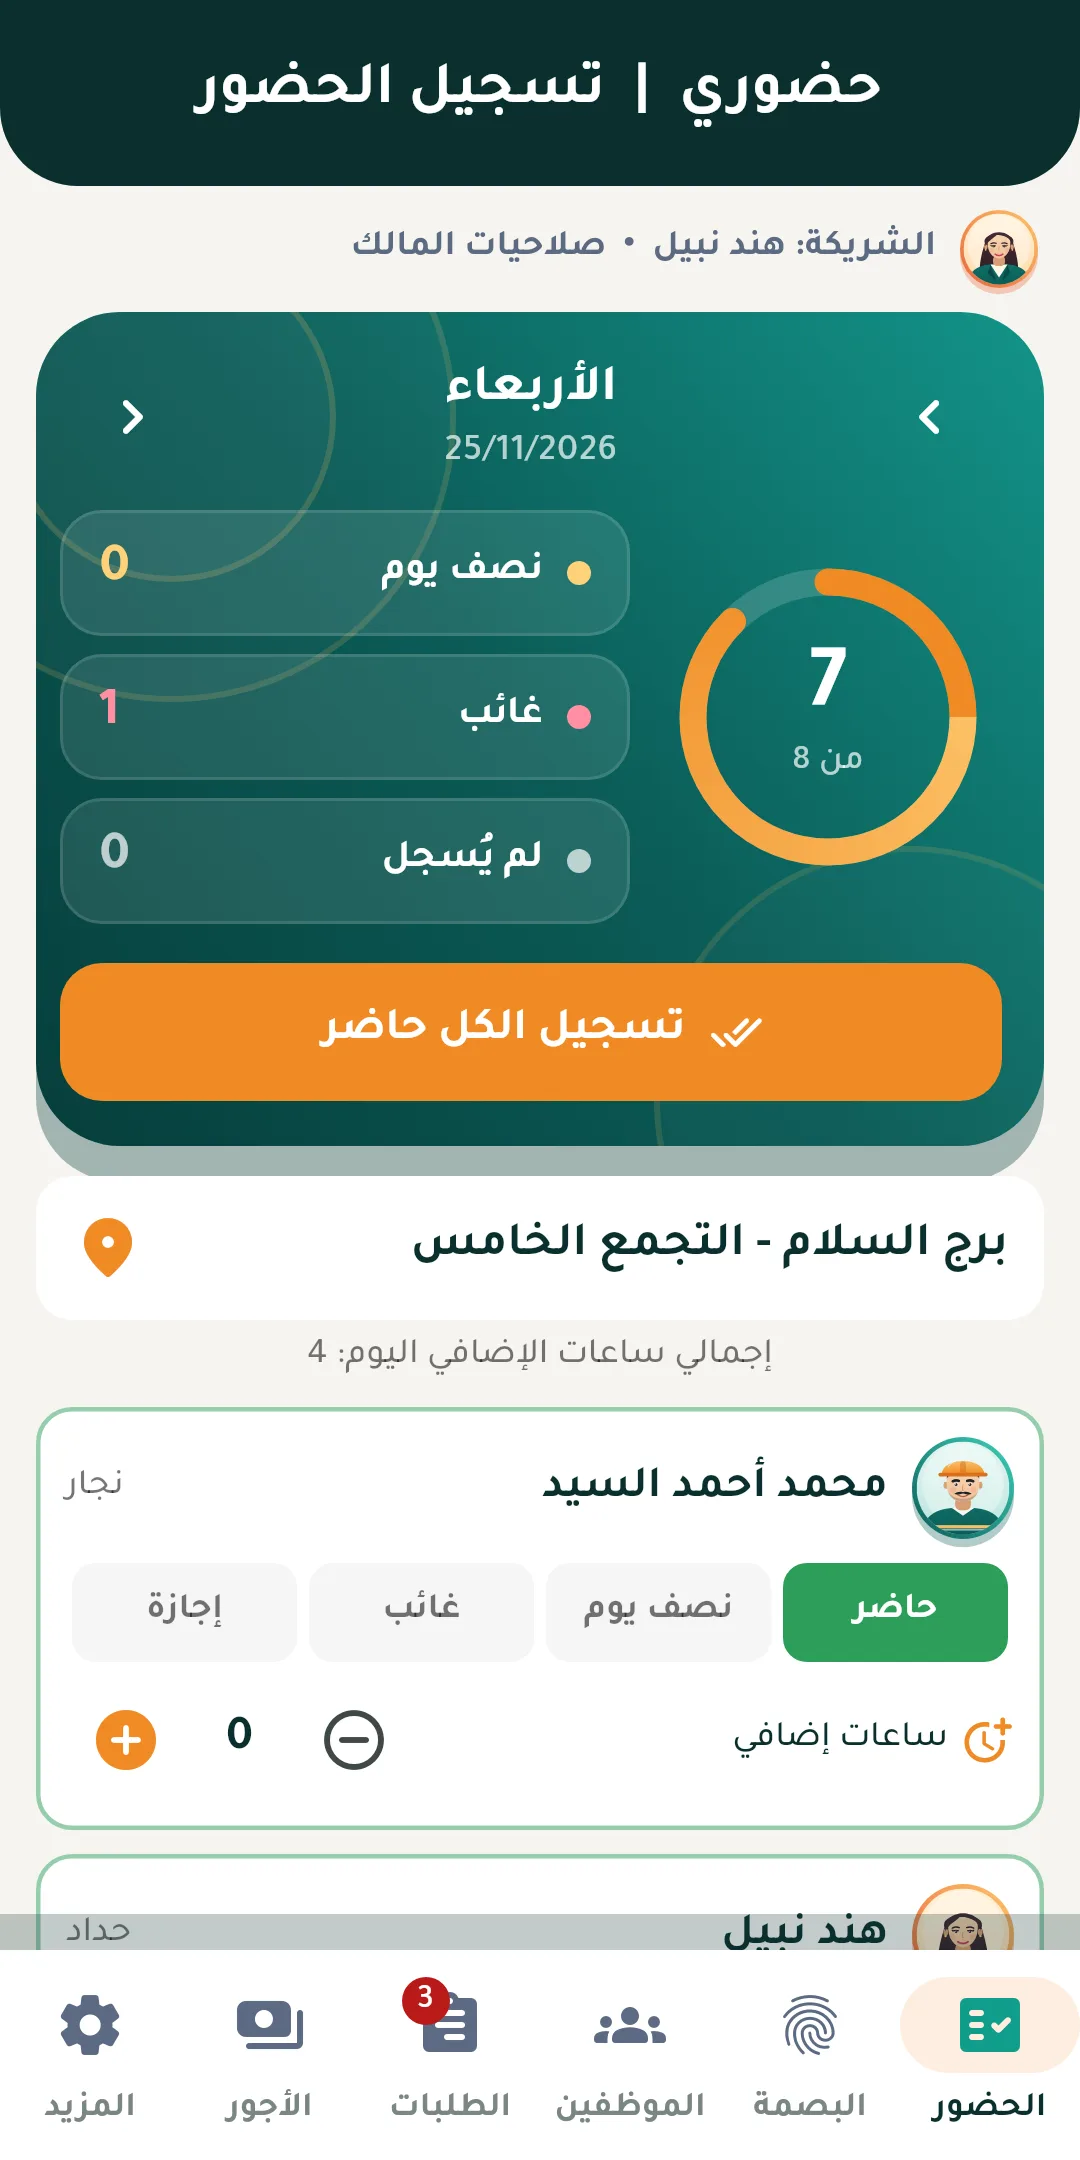 حضوري | تسجيل الحضور
الشريكة: هند نبيل • صلاحيات المالك
الأربعاء
25/11/2026
7
من 8
نصف يوم 0
غائب 1
لم يُسجل 0
تسجيل الكل حاضر
برج السلام - التجمع الخامس
إجمالي ساعات الإضافي اليوم: 4
محمد أحمد السيد
نجار
حاضر
نصف يوم
غائب
إجازة
ساعات إضافي
0
هند نبيل
حداد
الحضور
البصمة
الموظفين
3
الطلبات
الأجور
المزيد